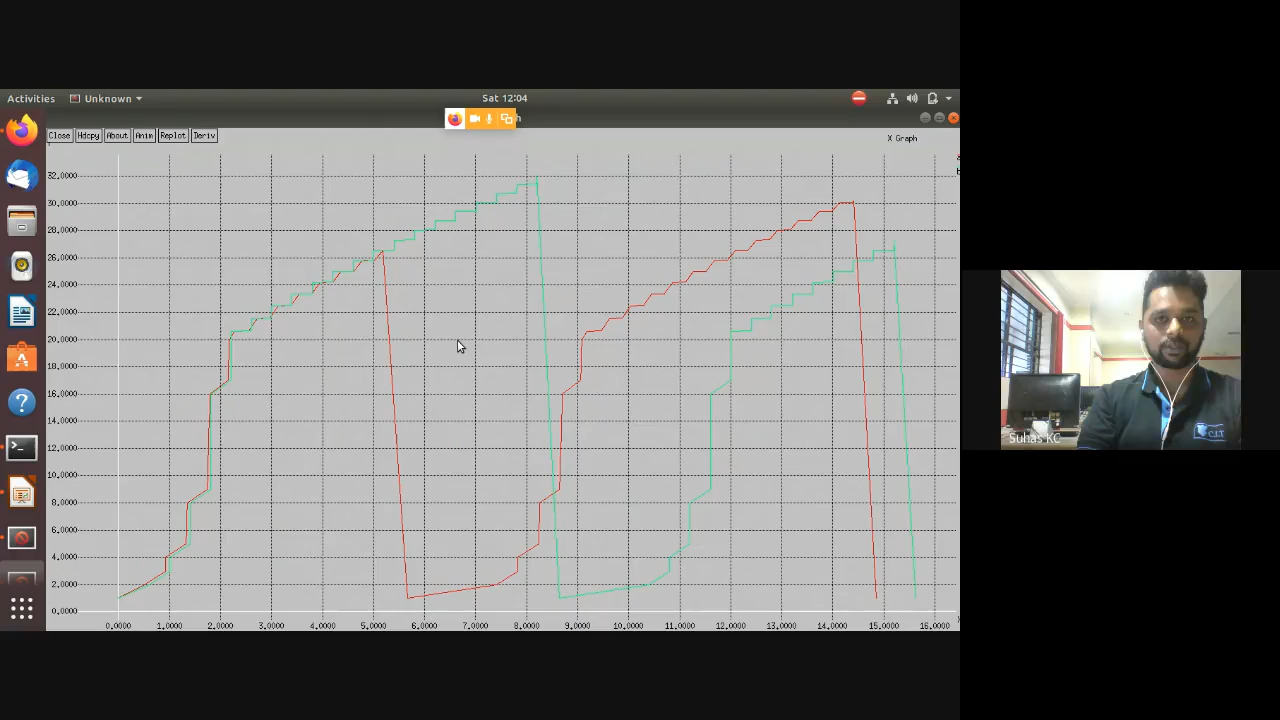 Activities Unknown Sat 12:04
h
Close Hdcpy About Anim Replot Deriv
X Graph
a
b
32.0000
30.0000
28.0000
26.0000
24.0000
22.0000
20.0000
18.0000
16.0000
14.0000
12.0000
10.0000
8.0000
6.0000
4.0000
2.0000
0.0000
0.0000 1.0000 2.0000 3.0000 4.0000 5.0000 6.0000 7.0000 8.0000 9.0000 10.0000 11.0000 12.0000 13.0000 14.0000 15.0000 16.0000
Suhas KC
C.I.T